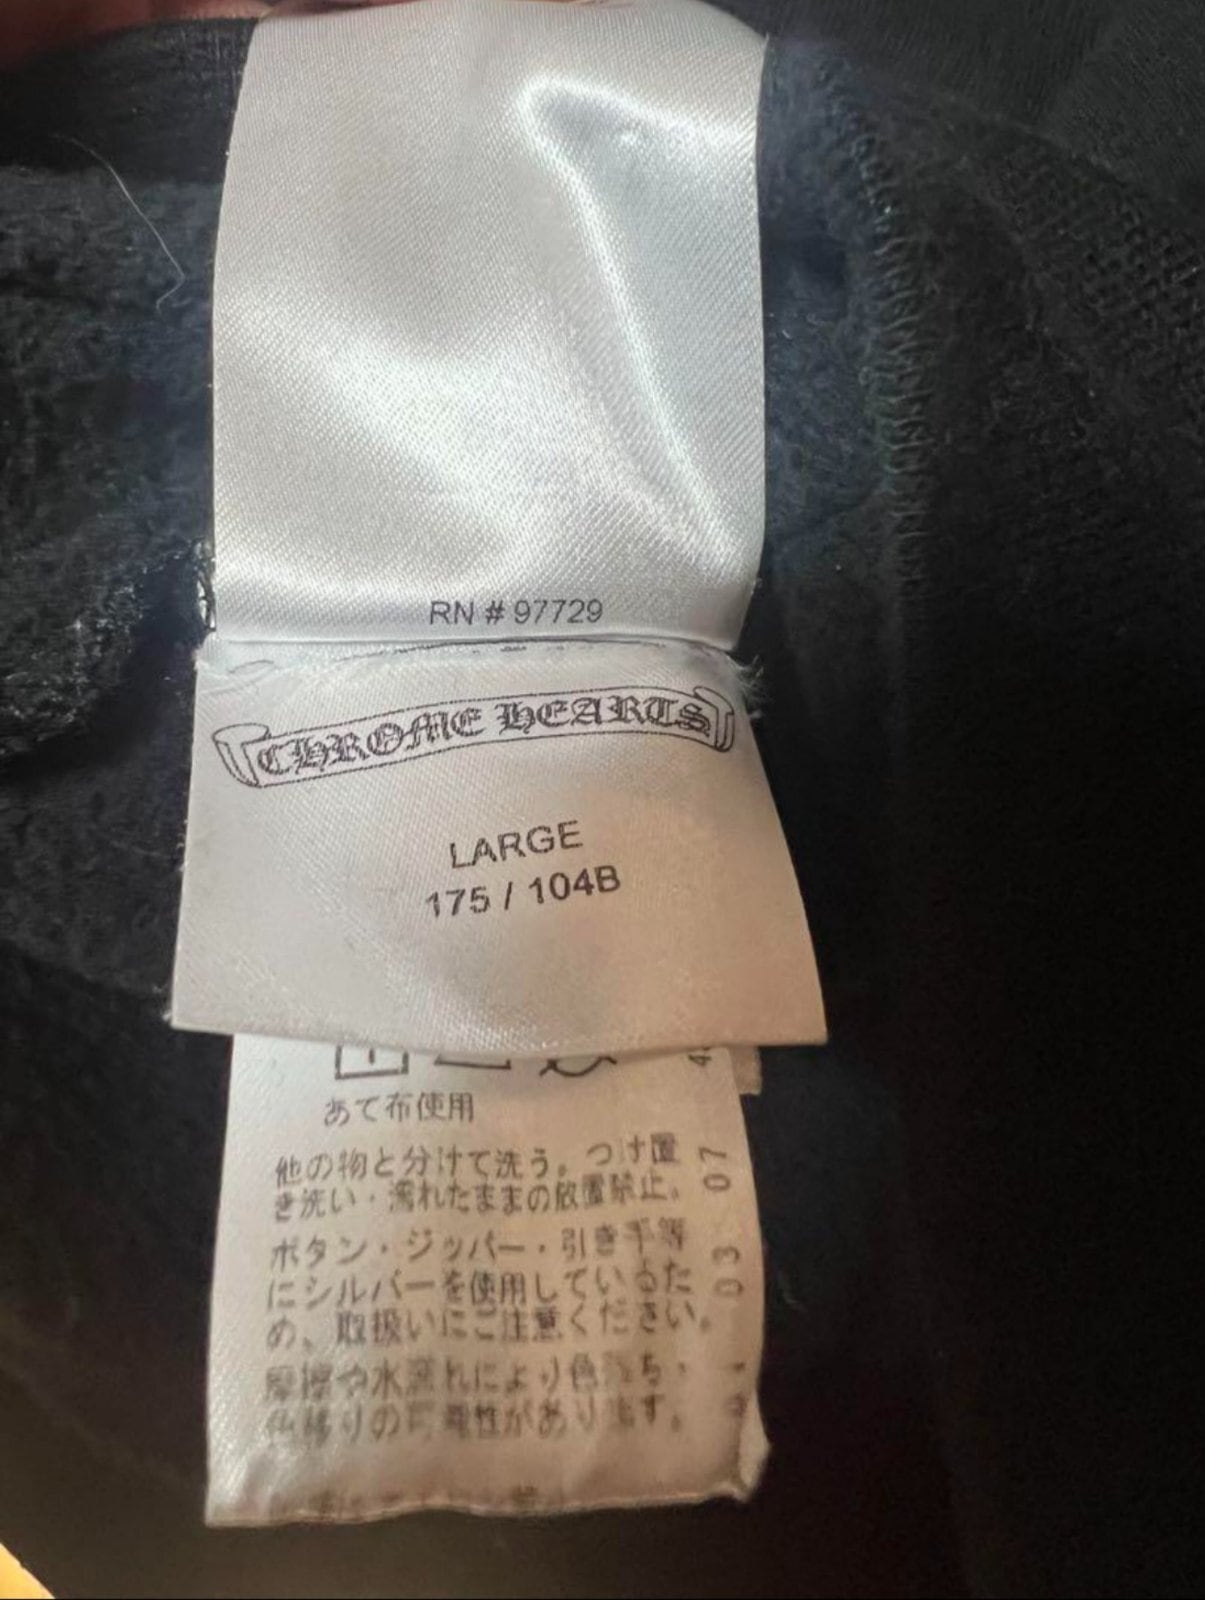 RN # 97729
CHROME HEARTS
LARGE
175 / 104B
あて布使用
他の物と分けて洗う。つけ置
き洗い・濡れたままの放置禁止。
ボタン・ジッパー・引き手等
にシルバーを使用しているた
め、取扱いにご注意ください。
摩擦や水濡れにより色落ち・
色移りの可能性があります。
03 07